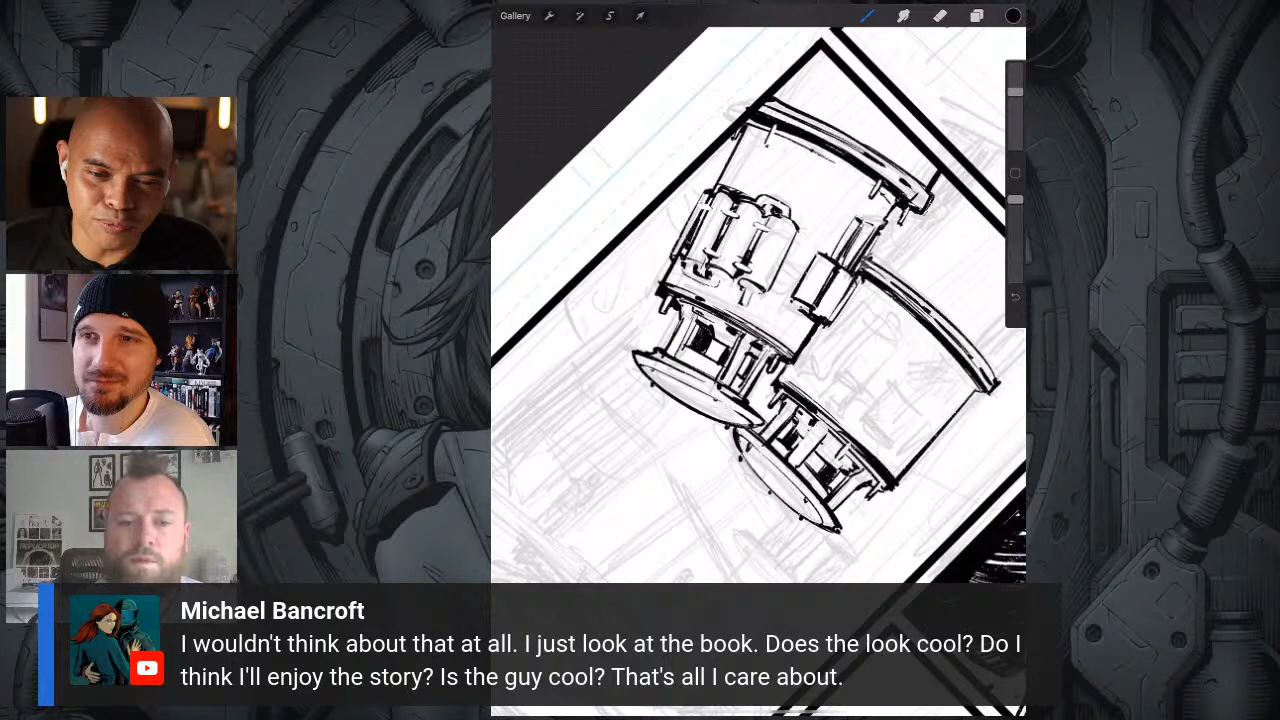 Gallery
Michael Bancroft
I wouldn't think about that at all. I just look at the book. Does the look cool? Do I
think I'll enjoy the story? Is the guy cool? That's all I care about.